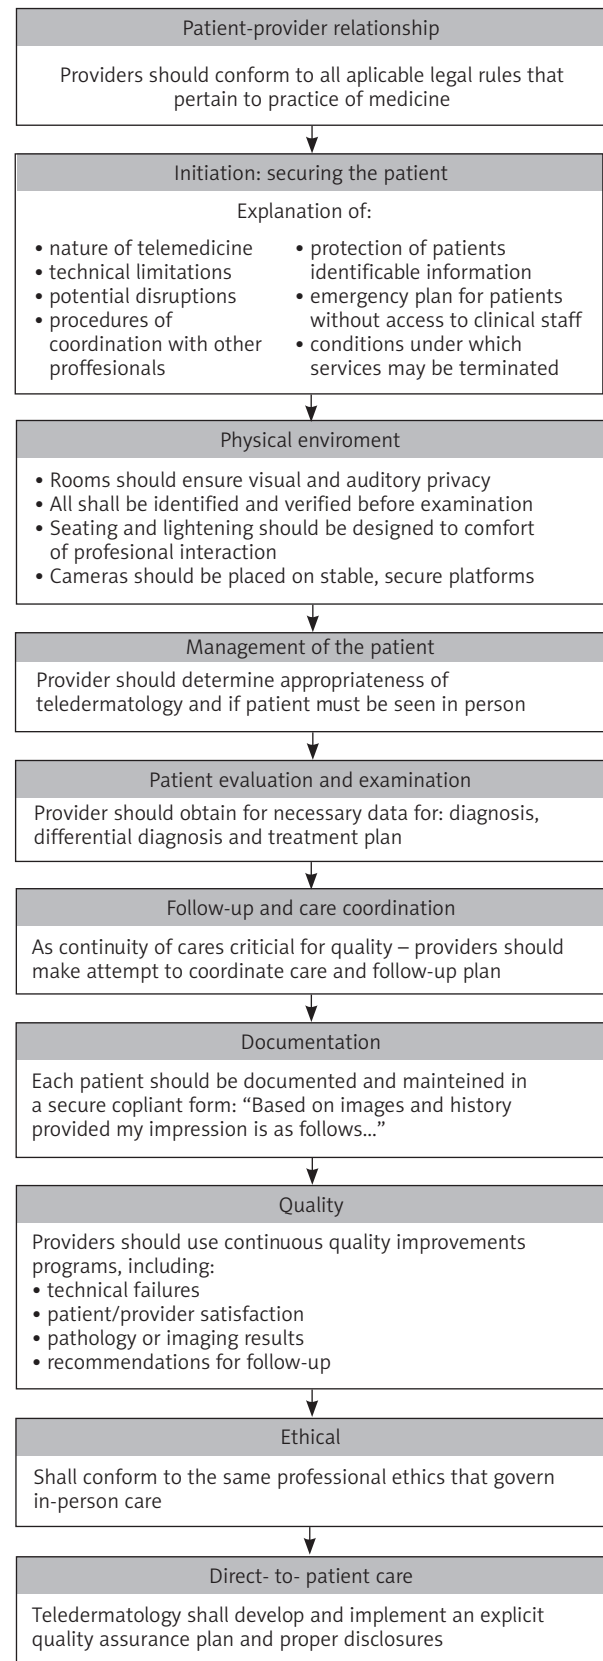 Patient-provider relationship
Providers should conform to all aplicable legal rules that
pertain to practice of medicine
Initiation: securing the patient
Explanation of:
• nature of telemedicine
• technical limitations
• potential disruptions
• procedures of
coordination with other
proffesionals
• protection of patients
identificable information
• emergency plan for patients
without access to clinical staff
• conditions under which
services may be terminated
Physical enviroment
• Rooms should ensure visual and auditory privacy
• All shall be identified and verified before examination
• Seating and lightening should be designed to comfort
of profesional interaction
• Cameras should be placed on stable, secure platforms
Management of the patient
Provider should determine appropriateness of
teledermatology and if patient must be seen in person
Patient evaluation and examination
Provider should obtain for necessary data for: diagnosis,
differential diagnosis and treatment plan
Follow-up and care coordination
As continuity of cares criticial for quality – providers should
make attempt to coordinate care and follow-up plan
Documentation
Each patient should be documented and mainteined in
a secure copliant form: “Based on images and history
provided my impression is as follows...”
Quality
Providers should use continuous quality improvements
programs, including:
• technical failures
• patient/provider satisfaction
• pathology or imaging results
• recommendations for follow-up
Ethical
Shall conform to the same professional ethics that govern
in-person care
Direct- to- patient care
Teledermatology shall develop and implement an explicit
quality assurance plan and proper disclosures